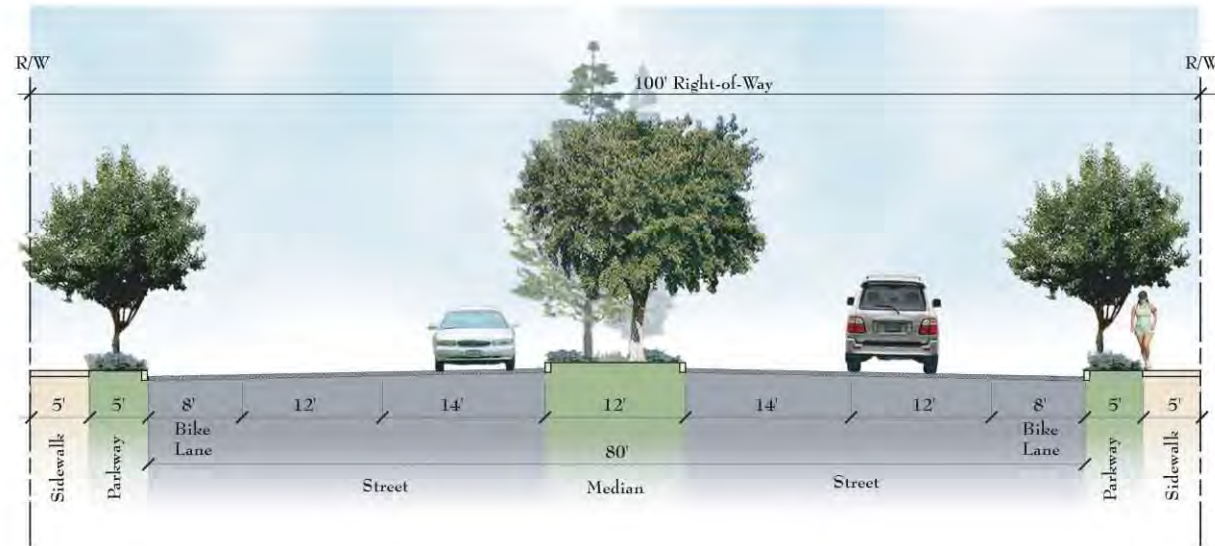 R/W
R/W
100' Right-of-Way
5' 5' 8' 12' 14' 12' 14' 12' 8' 5' 5'
Bike
Lane
Bike
Lane
80'
Sidewalk
Parkway
Street
Median
Street
Parkway
Sidewalk